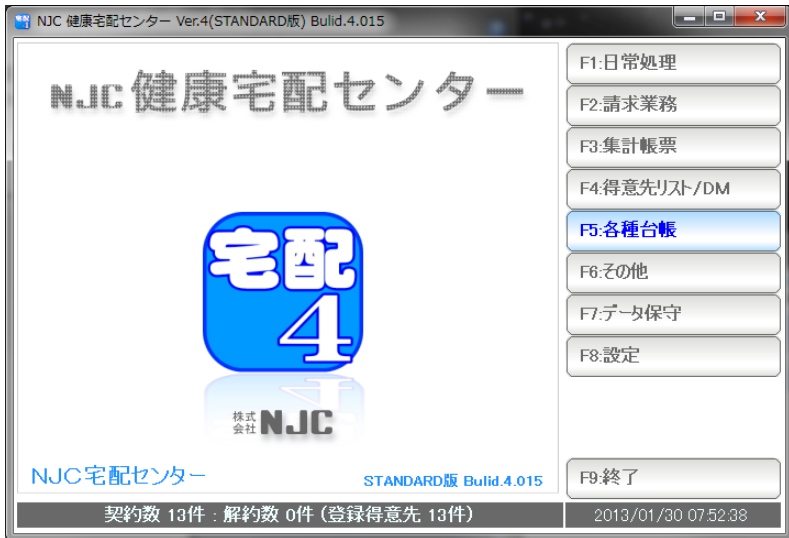 NJC 健康宅配センター Ver.4(STANDARD版) Bulid.4.015
NJC健康宅配センター
宅配
4
株式会社 NJC
NJC宅配センター
STANDARD版 Bulid.4.015
F1:日常処理
F2:請求業務
F3:集計帳票
F4:得意先リスト/DM
F5:各種台帳
F6:その他
F7:データ保守
F8:設定
F9:終了
契約数 13件 : 解約数 0件 (登録得意先 13件)
2013/01/30 07:52:38